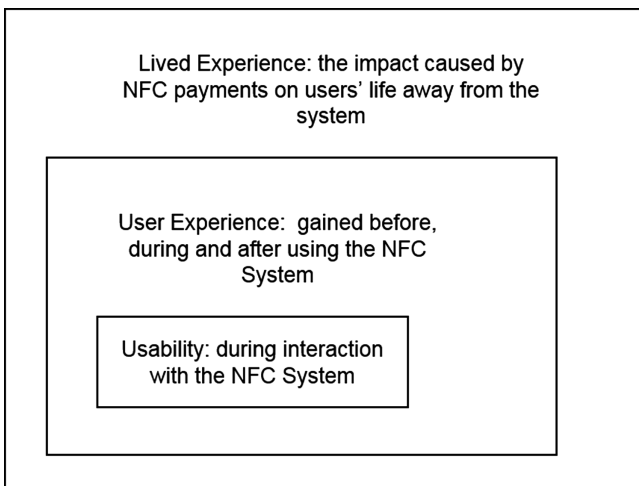 Lived Experience: the impact caused by
NFC payments on users' life away from the
system
User Experience:  gained before,
during and after using the NFC
System
Usability: during interaction
with the NFC System